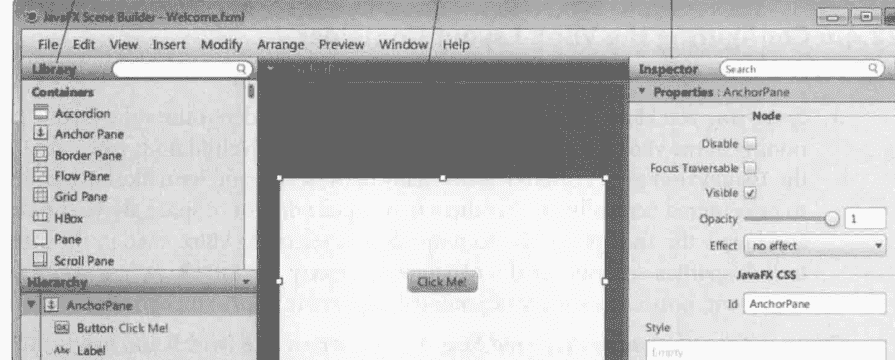 JavaFX Scene Builder - Welcome.fxml
File Edit View Insert Modify Arrange Preview Window Help
Library
Containers
Accordion
Anchor Pane
Border Pane
Flow Pane
Grid Pane
HBox
Pane
Scroll Pane
Hierarchy
AnchorPane
OK Button Click Me!
Abc Label
Click Me!
Inspector Search
Properties : AnchorPane
Node
Disable
Focus Traversable
Visible
Opacity 1
Effect no effect
JavaFX CSS
Id AnchorPane
Style
Empty